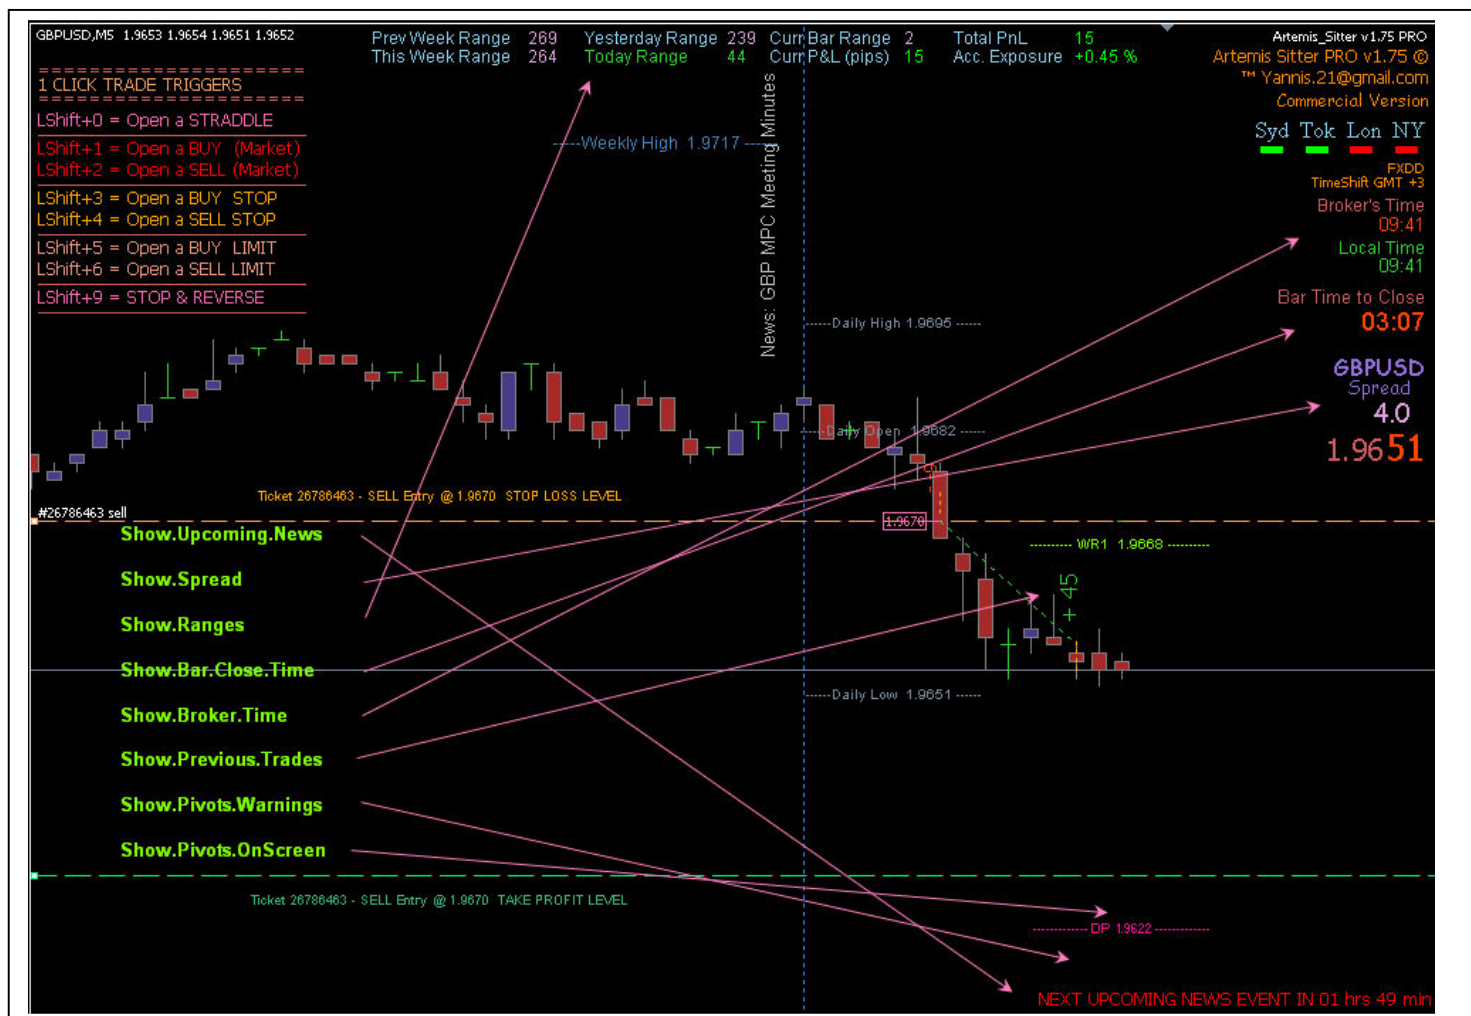 GBPUSD,M5 1.9653 1.9654 1.9651 1.9652
Prev Week Range 269 Yesterday Range 239 Curr Bar Range 2 Total PnL 15
This Week Range 264 Today Range 44 Curr P&L (pips) 15 Acc. Exposure +0.45 %
Artemis_Sitter v1.75 PRO
Artemis Sitter PRO v1.75 ©
™ Yannis.21@gmail.com
Commercial Version
Syd Tok Lon NY
FXDD
TimeShift GMT +3
Broker's Time
09:41
Local Time
09:41
Bar Time to Close
03:07
GBPUSD
Spread
4.0
1.9651
====================
1 CLICK TRADE TRIGGERS
====================
LShift+0 = Open a STRADDLE
LShift+1 = Open a BUY (Market)
LShift+2 = Open a SELL (Market)
LShift+3 = Open a BUY STOP
LShift+4 = Open a SELL STOP
LShift+5 = Open a BUY LIMIT
LShift+6 = Open a SELL LIMIT
LShift+9 = STOP & REVERSE
-----Weekly High 1.9717-----
News: GBP MPC Meeting Minutes
-----Daily High 1.9695 -----
-----Daily Open 1.9682 -----
Ticket 26786463 - SELL Entry @ 1.9670 STOP LOSS LEVEL
#26786463 sell
1.9670
-------- WR1 1.9668 --------
+ 45
-----Daily Low 1.9651 -----
Show.Upcoming.News
Show.Spread
Show.Ranges
Show.Bar.Close.Time
Show.Broker.Time
Show.Previous.Trades
Show.Pivots.Warnings
Show.Pivots.OnScreen
Ticket 26786463 - SELL Entry @ 1.9670 TAKE PROFIT LEVEL
------------ DP 1.9622 ------------
NEXT UPCOMING NEWS EVENT IN 01 hrs 49 min